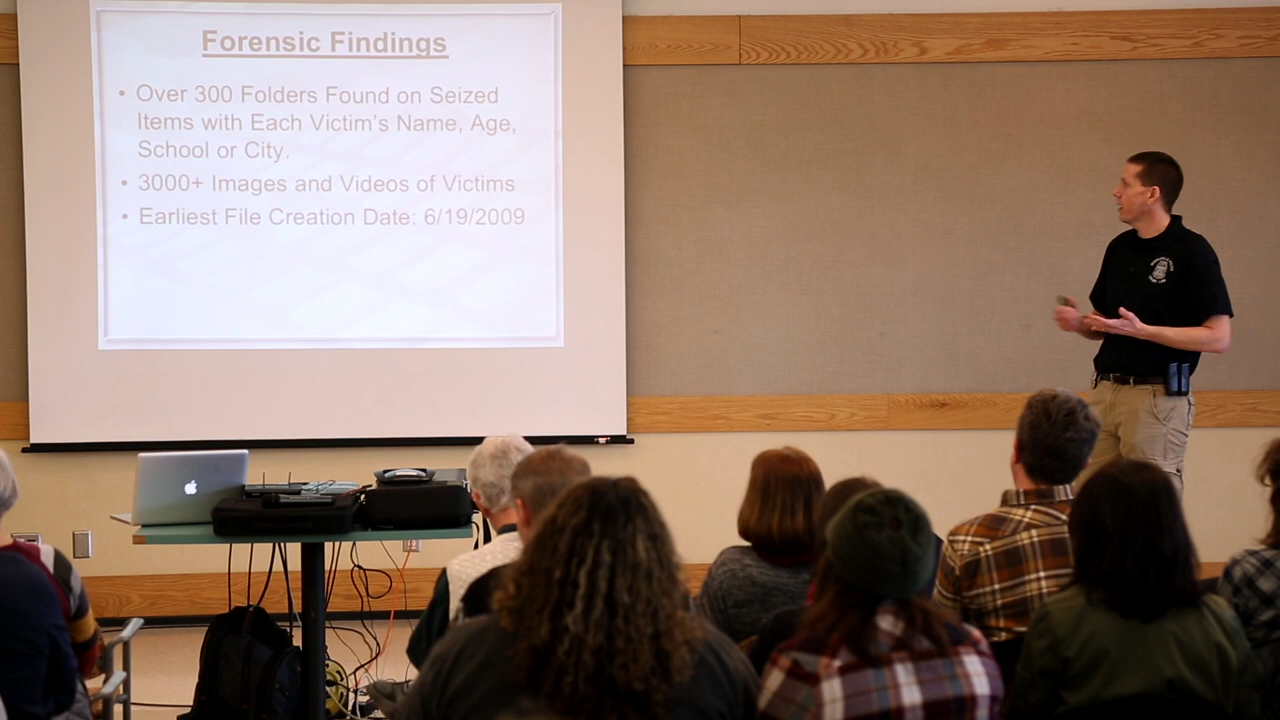 Forensic Findings
• Over 300 Folders Found on Seized
Items with Each Victim's Name, Age,
School or City.
• 3000+ Images and Videos of Victims
• Earliest File Creation Date: 6/19/2009